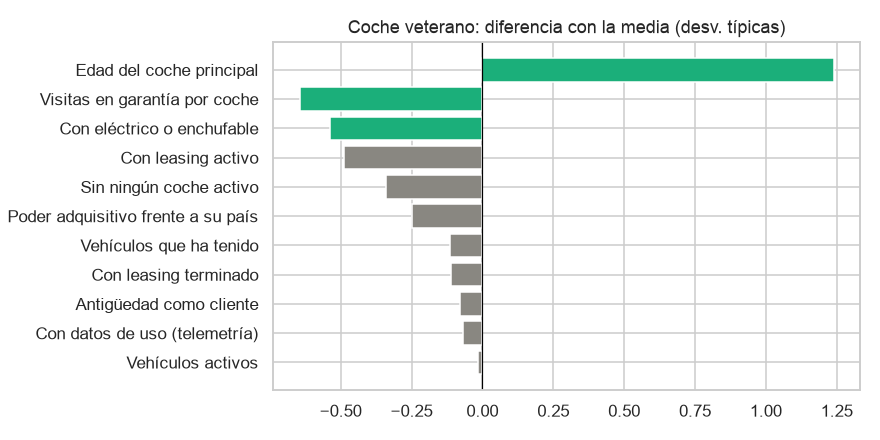 Coche veterano: diferencia con la media (desv. típicas)
Edad del coche principal
Visitas en garantía por coche
Con eléctrico o enchufable
Con leasing activo
Sin ningún coche activo
Poder adquisitivo frente a su país
Vehículos que ha tenido
Con leasing terminado
Antigüedad como cliente
Con datos de uso (telemetría)
Vehículos activos
−0.50 −0.25 0.00 0.25 0.50 0.75 1.00 1.25